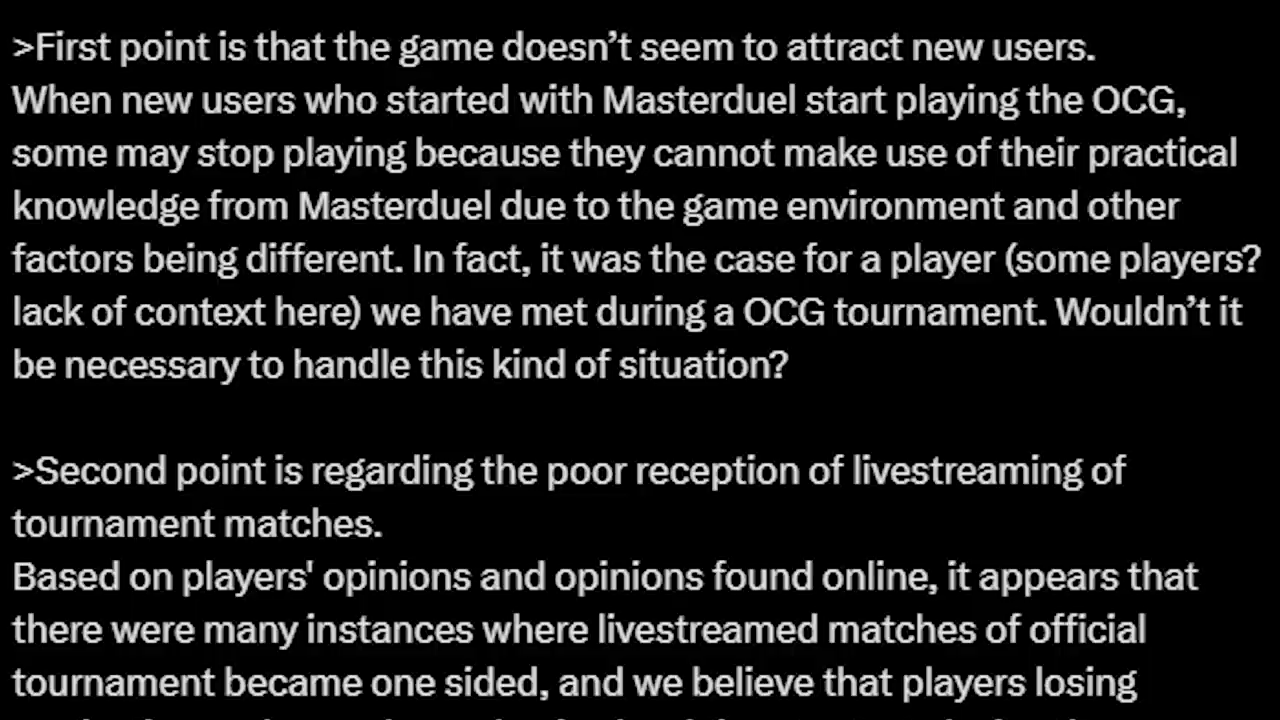 >First point is that the game doesn’t seem to attract new users.
When new users who started with Masterduel start playing the OCG,
some may stop playing because they cannot make use of their practical
knowledge from Masterduel due to the game environment and other
factors being different. In fact, it was the case for a player (some players?
lack of context here) we have met during a OCG tournament. Wouldn’t it
be necessary to handle this kind of situation?
>Second point is regarding the poor reception of livestreaming of
tournament matches.
Based on players' opinions and opinions found online, it appears that
there were many instances where livestreamed matches of official
tournament became one sided, and we believe that players losing